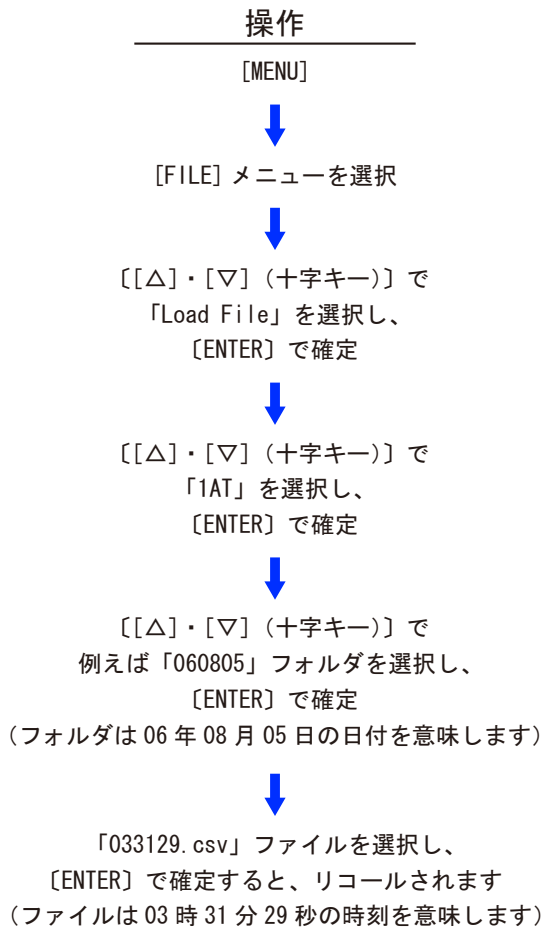 操作
[MENU]
[FILE] メニューを選択
〔[△]・[▽] (十字キー)〕で
「Load File」を選択し、
〔ENTER〕で確定
〔[△]・[▽] (十字キー)〕で
「1AT」を選択し、
〔ENTER〕で確定
〔[△]・[▽] (十字キー)〕で
例えば「060805」フォルダを選択し、
〔ENTER〕で確定
(フォルダは 06 年 08 月 05 日の日付を意味します)
「033129.csv」ファイルを選択し、
〔ENTER〕で確定すると、リコールされます
(ファイルは 03 時 31 分 29 秒の時刻を意味します)